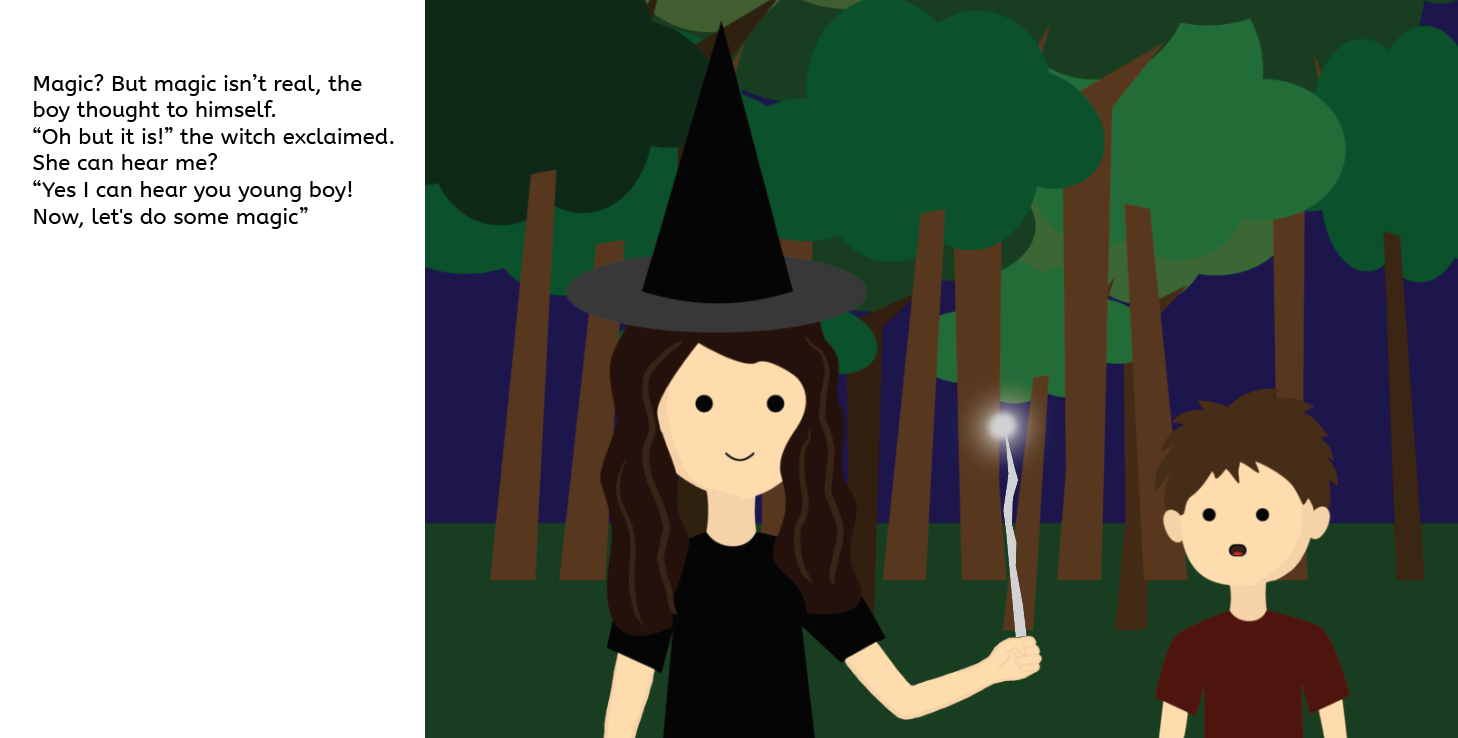 Magic? But magic isn’t real, the
boy thought to himself.
“Oh but it is!” the witch exclaimed.
She can hear me?
“Yes I can hear you young boy!
Now, let's do some magic”